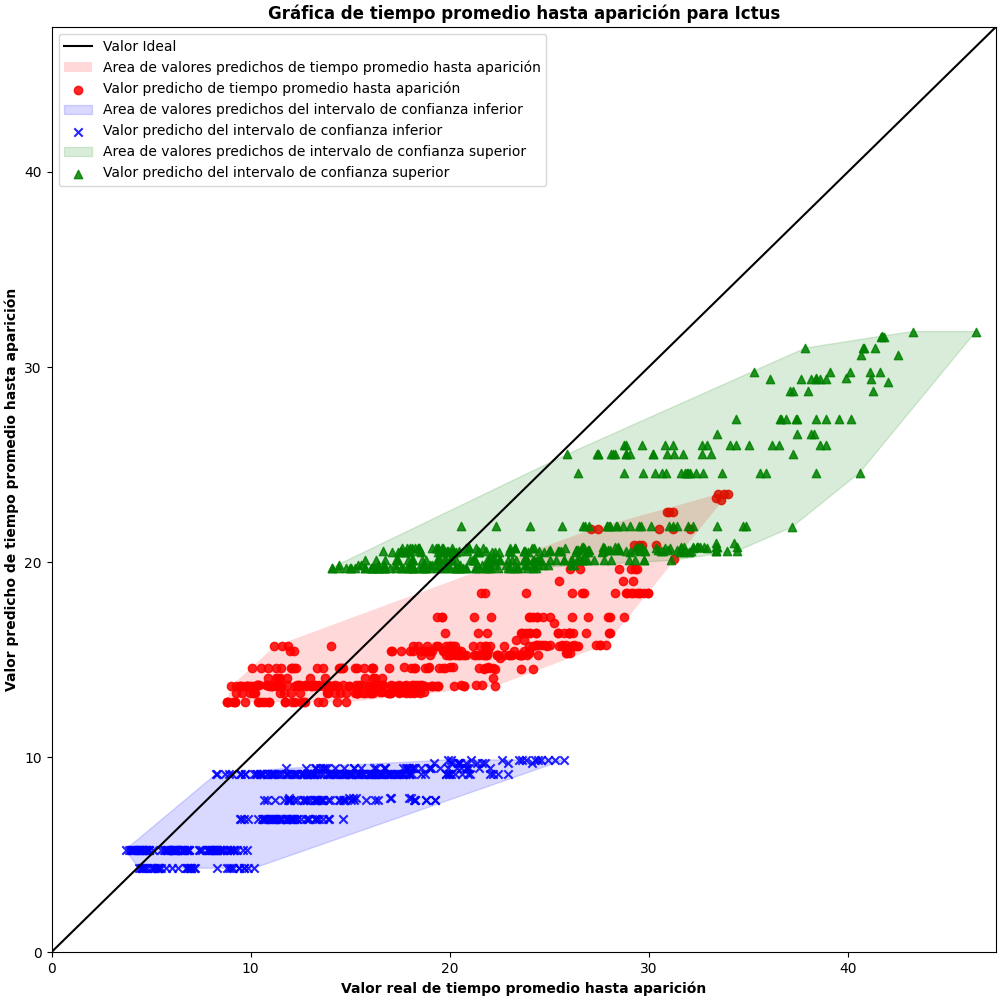 Gráfica de tiempo promedio hasta aparición para Ictus
Valor Ideal
Area de valores predichos de tiempo promedio hasta aparición
Valor predicho de tiempo promedio hasta aparición
Area de valores predichos del intervalo de confianza inferior
Valor predicho del intervalo de confianza inferior
Area de valores predichos de intervalo de confianza superior
Valor predicho del intervalo de confianza superior
Valor predicho de tiempo promedio hasta aparición
40
30
20
10
0
0 10 20 30 40
Valor real de tiempo promedio hasta aparición